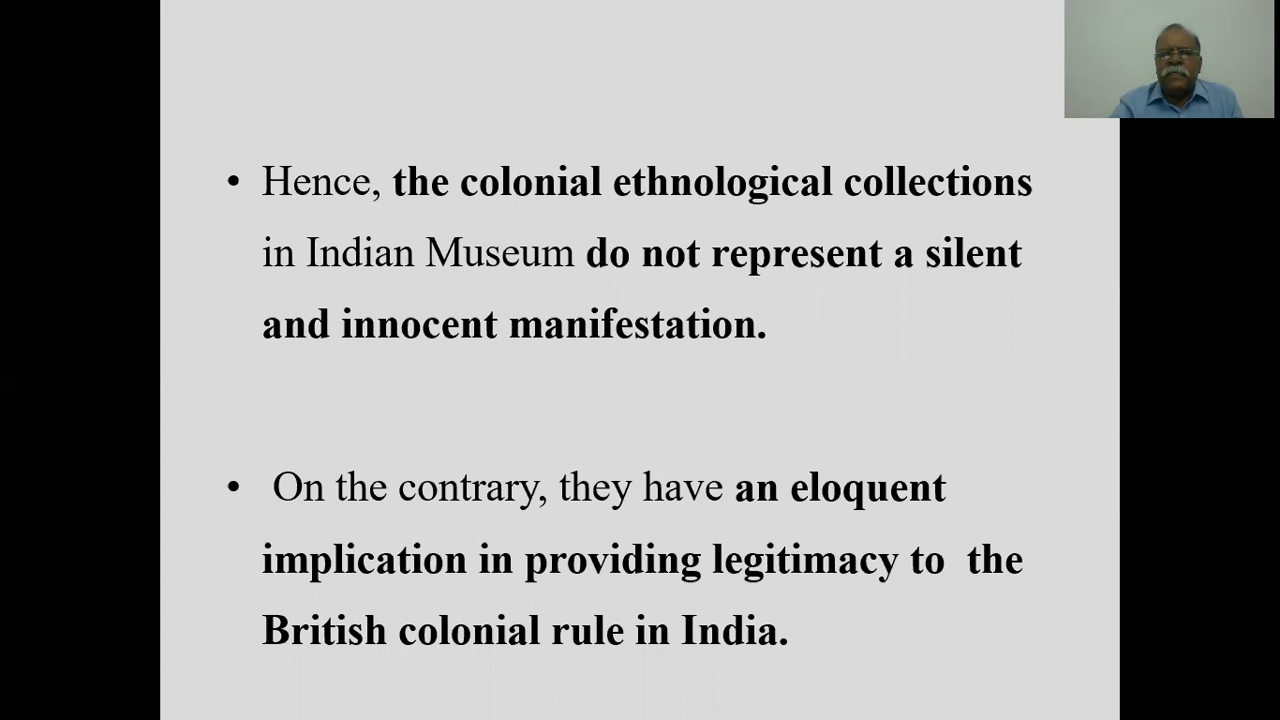 • Hence, the colonial ethnological collections
in Indian Museum do not represent a silent
and innocent manifestation.
• On the contrary, they have an eloquent
implication in providing legitimacy to the
British colonial rule in India.